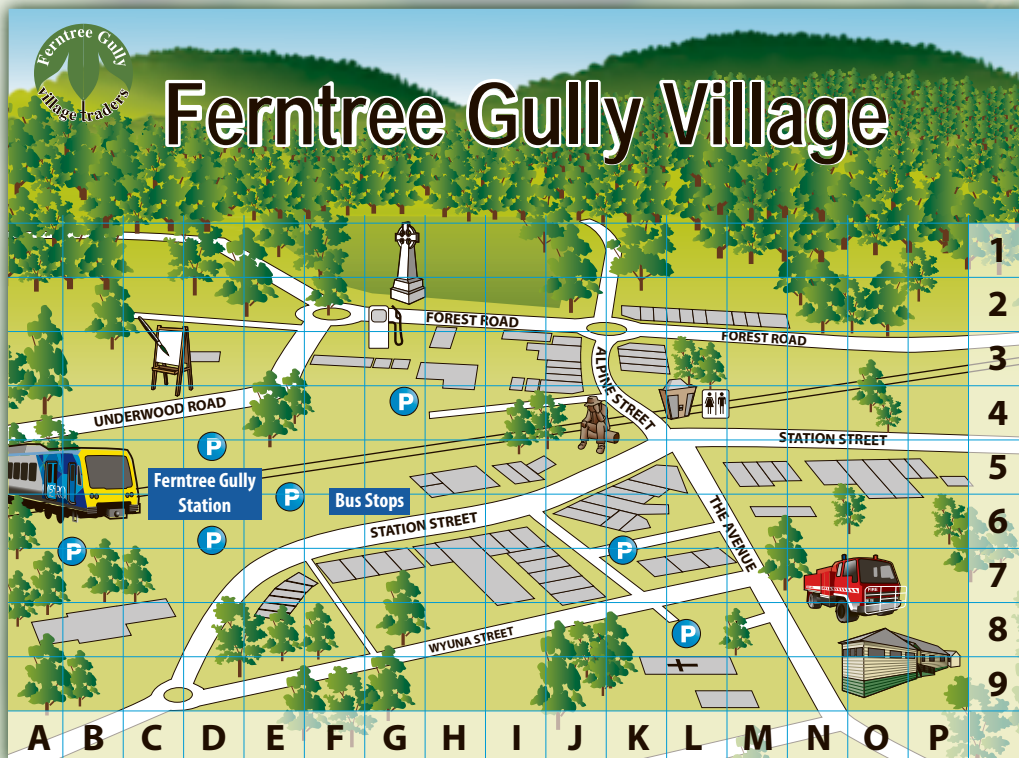 Ferntree Gully
village traders
Ferntree Gully Village
1
2
FOREST ROAD
FOREST ROAD
3
ALPINE STREET
UNDERWOOD ROAD
P
4
STATION STREET
P
5
Ferntree Gully
Station
P
Bus Stops
THE AVENUE
6
STATION STREET
P
P
P
7
FIRE
8
P
WYUNA STREET
9
A B C D E F G H I J K L M N O P